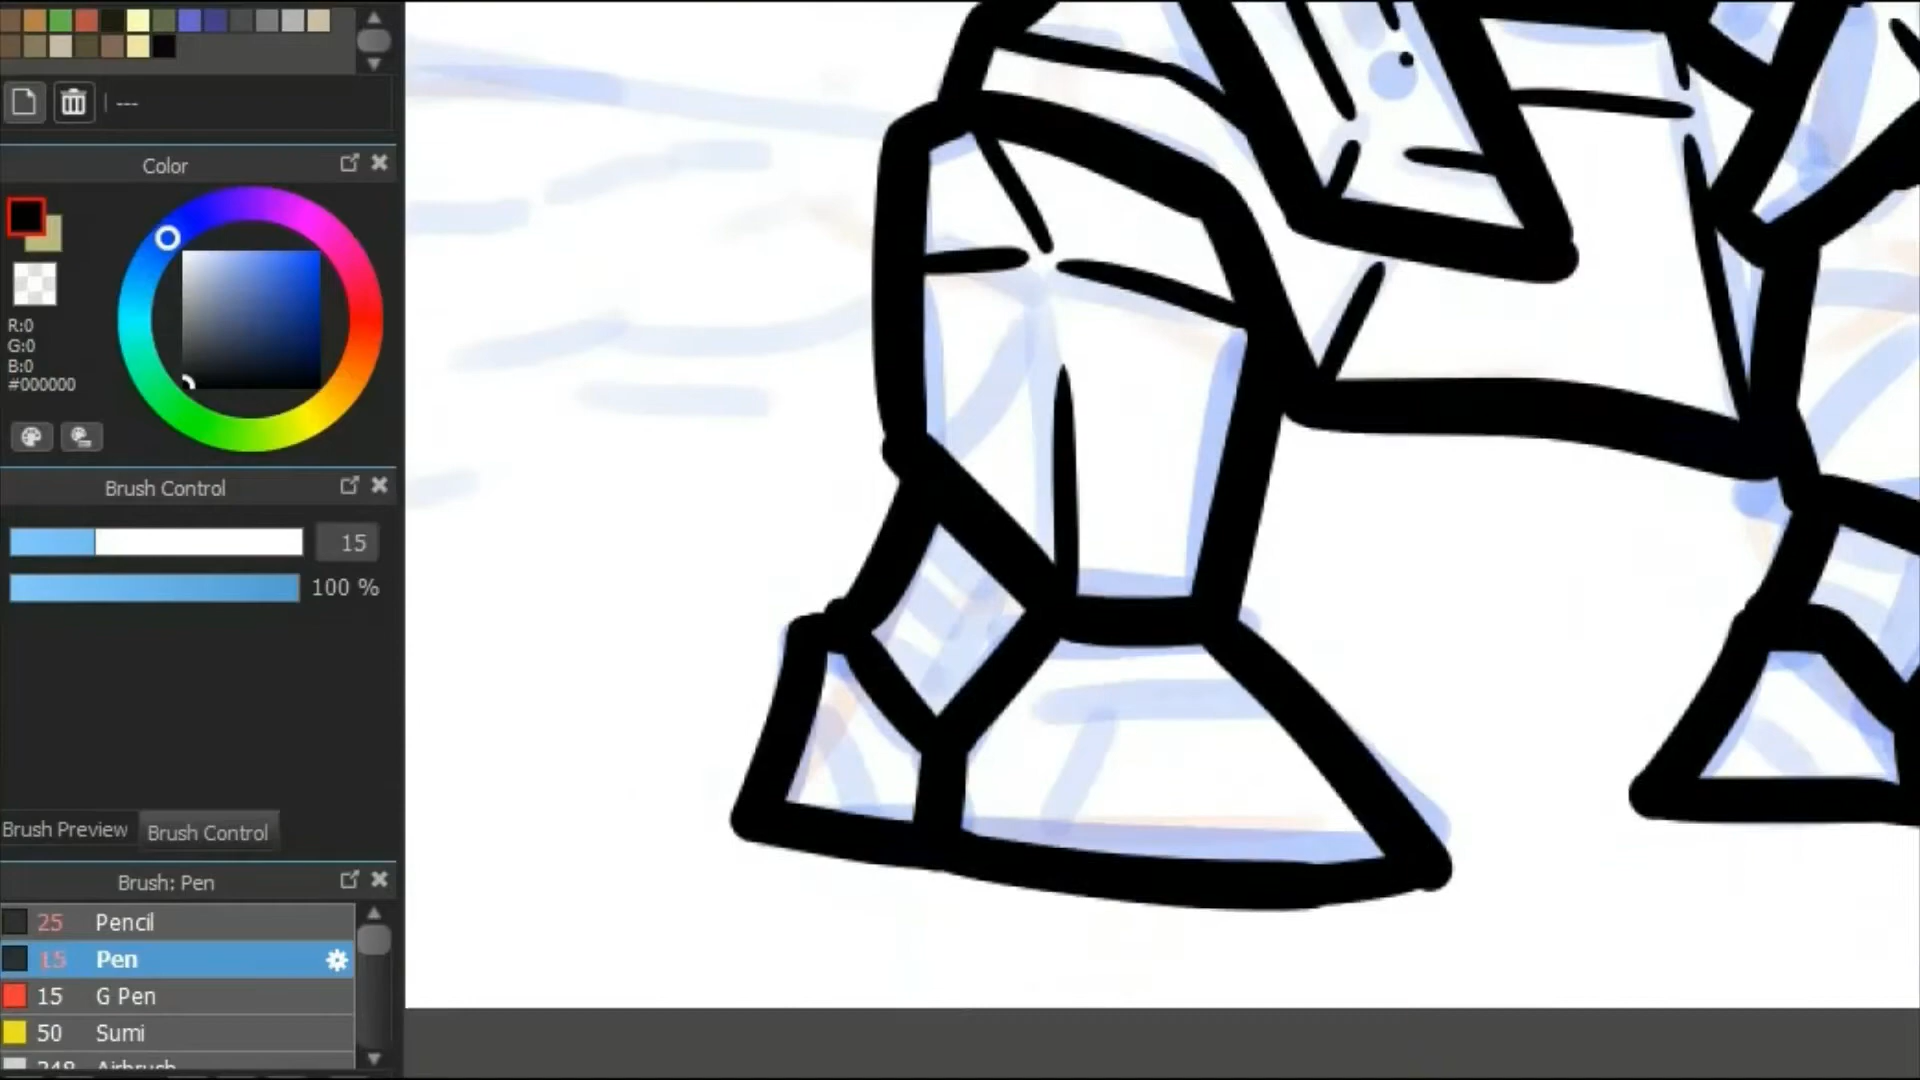 ---
Color
R:0
G:0
B:0
#000000
Brush Control
15
100 %
Brush Preview
Brush Control
Brush: Pen
25 Pencil
15 Pen
15 G Pen
50 Sumi
Airbrush